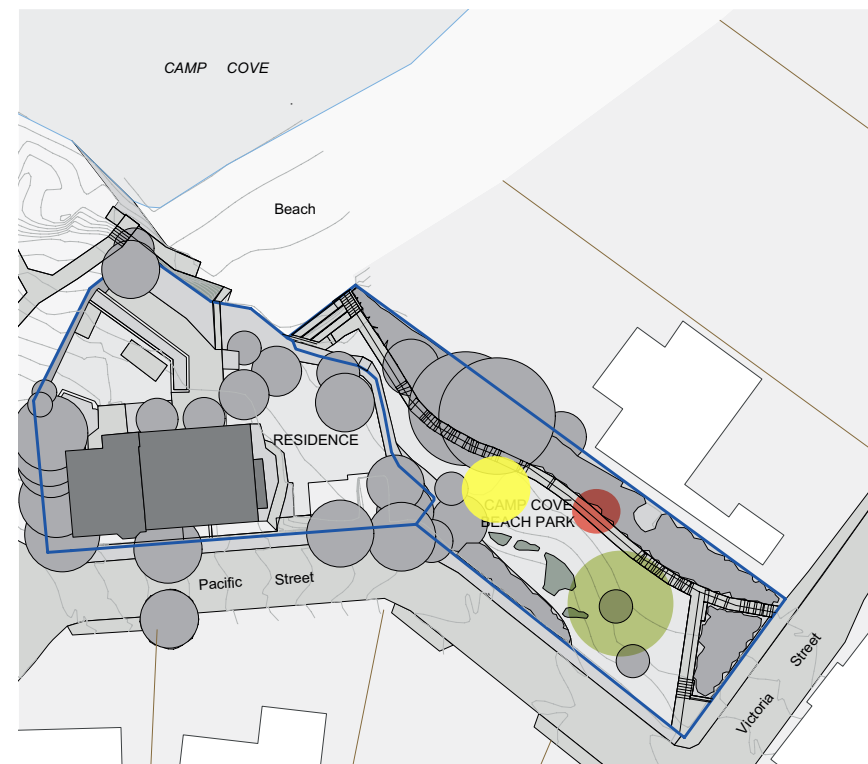 CAMP COVE
Beach
RESIDENCE
CAMP COVE
BEACH PARK
Pacific Street
Victoria Street